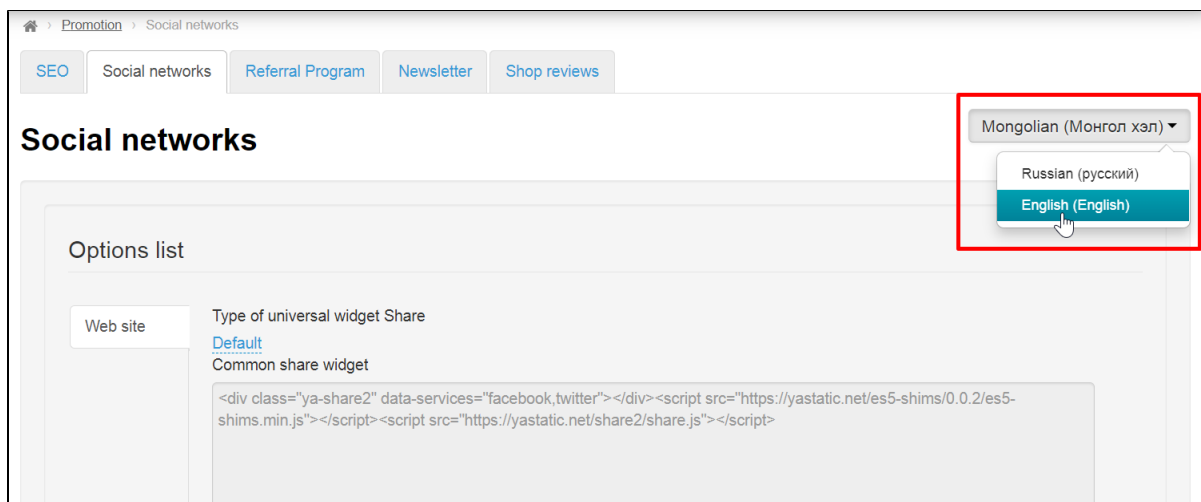 Promotion › Social networks
SEO Social networks Referral Program Newsletter Shop reviews
Social networks
Mongolian (Монгол хэл)
Russian (русский)
English (English)
Options list
Web site
Type of universal widget Share
Default
Common share widget
<div class="ya-share2" data-services="facebook,twitter"></div><script src="https://yastatic.net/es5-shims/0.0.2/es5-
shims.min.js"></script><script src="https://yastatic.net/share2/share.js"></script>